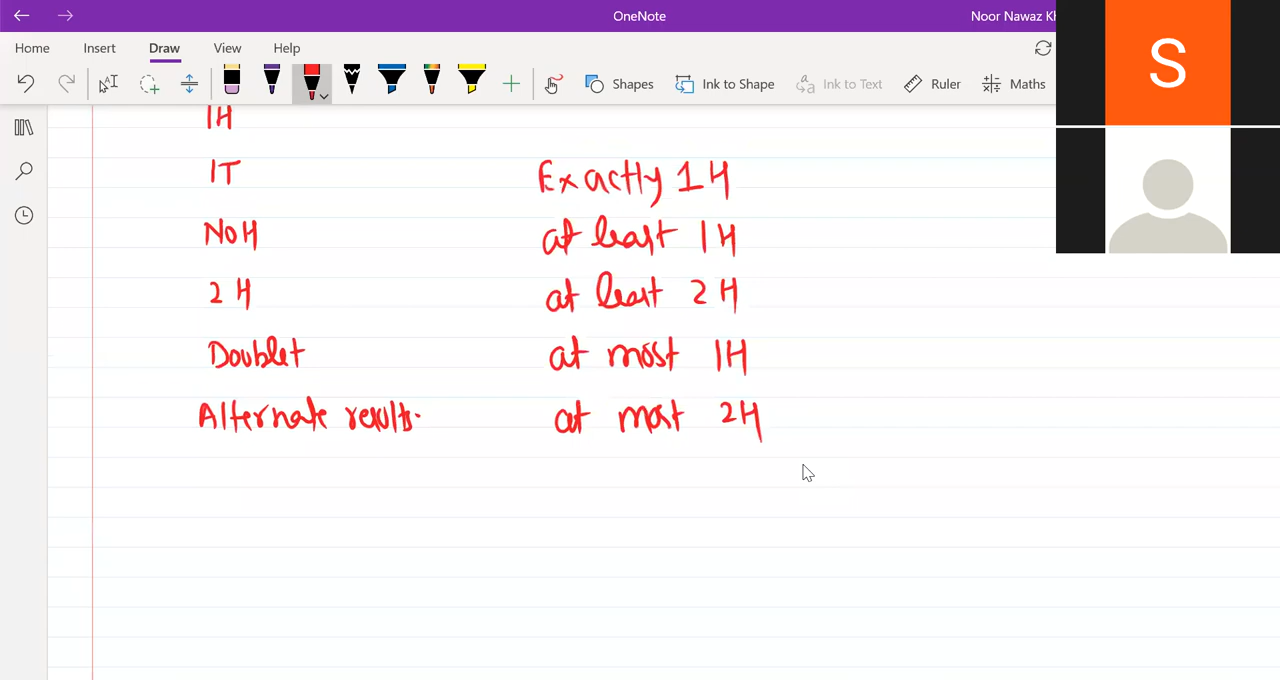 OneNote
Noor Nawaz Kh
S
Home Insert Draw View Help
Shapes Ink to Shape Ink to Text Ruler Maths
1H
1T
No H
2 H
Doublet
Alternate results.
Exactly 1 H
at least 1 H
at least 2 H
at most 1H
at most 2H